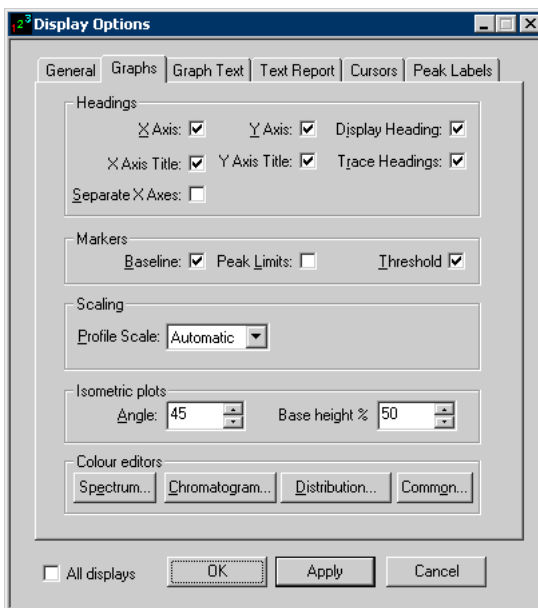 123 Display Options
General Graphs Graph Text Text Report Cursors Peak Labels
Headings
X Axis: Y Axis: Display Heading:
X Axis Title: Y Axis Title: Trace Headings:
Separate X Axes:
Markers
Baseline: Peak Limits: Threshold
Scaling
Profile Scale: Automatic
Isometric plots
Angle: 45 Base height % 50
Colour editors
Spectrum... Chromatogram... Distribution... Common...
All displays OK Apply Cancel